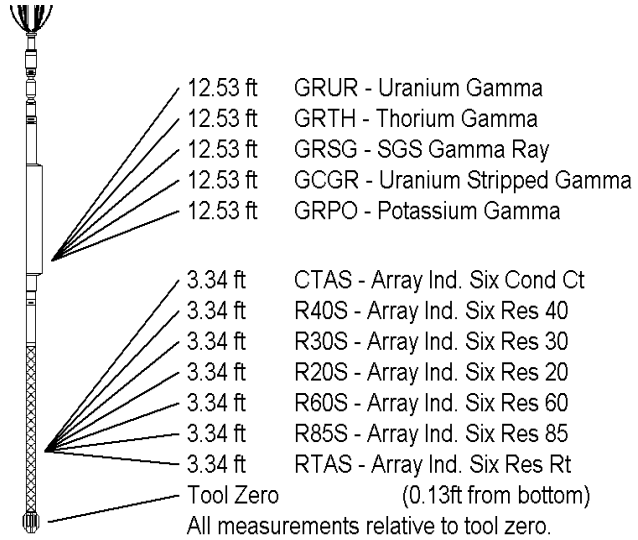 12.53 ft GRUR - Uranium Gamma
12.53 ft GRTH - Thorium Gamma
12.53 ft GRSG - SGS Gamma Ray
12.53 ft GCGR - Uranium Stripped Gamma
12.53 ft GRPO - Potassium Gamma
3.34 ft CTAS - Array Ind. Six Cond Ct
3.34 ft R40S - Array Ind. Six Res 40
3.34 ft R30S - Array Ind. Six Res 30
3.34 ft R20S - Array Ind. Six Res 20
3.34 ft R60S - Array Ind. Six Res 60
3.34 ft R85S - Array Ind. Six Res 85
3.34 ft RTAS - Array Ind. Six Res Rt
Tool Zero (0.13ft from bottom)
All measurements relative to tool zero.